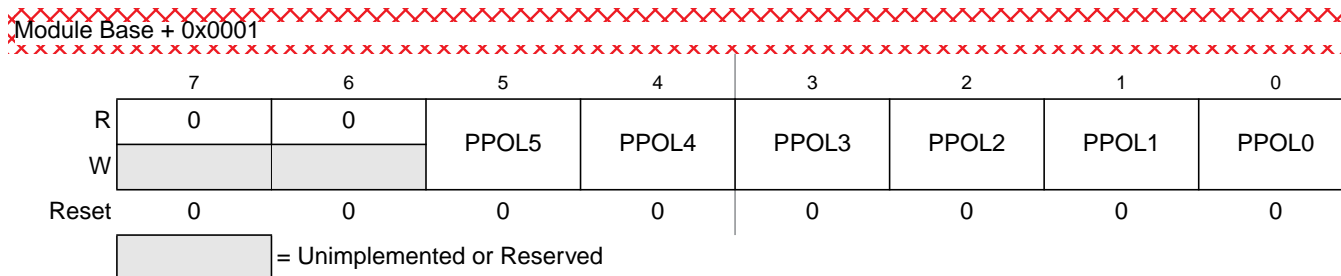 Module Base + 0x0001
7 6 5 4 3 2 1 0
R 0 0 PPOL5 PPOL4 PPOL3 PPOL2 PPOL1 PPOL0
W
Reset 0 0 0 0 0 0 0 0
= Unimplemented or Reserved